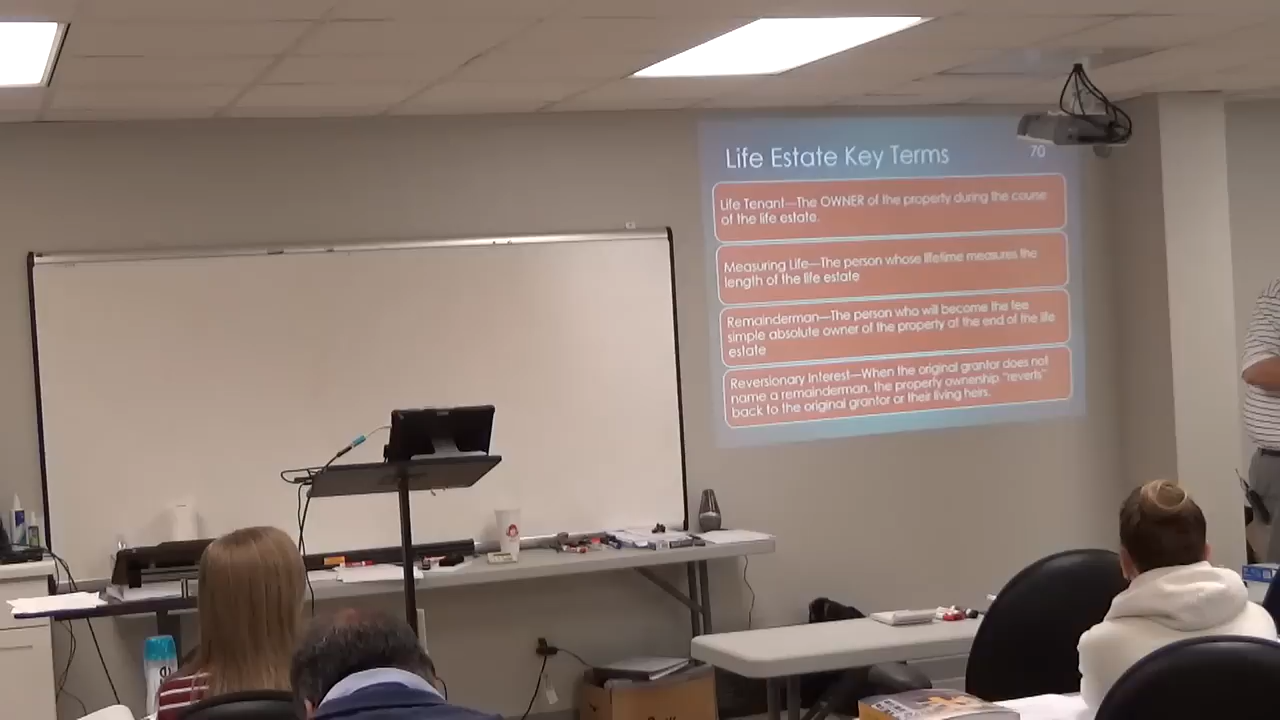 Life Estate Key Terms
70
Life Tenant—The OWNER of the property during the course
of the life estate.
Measuring Life—The person whose lifetime measures the
length of the life estate
Remainderman—The person who will become the fee
simple absolute owner of the property at the end of the life
estate
Reversionary Interest—When the original grantor does not
name a remainderman, the property ownership “reverts”
back to the original grantor or their living heirs.